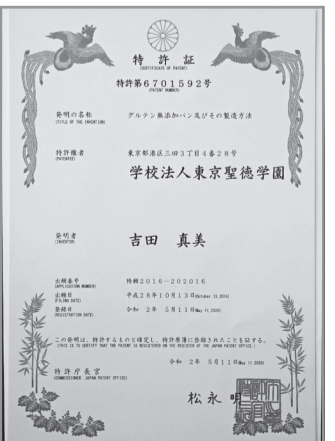 特許証
(CERTIFICATE OF PATENT)
特許第6701592号
(PATENT NUMBER)
発明の名称
(TITLE OF THE INVENTION)
グルテン無添加パン及びその製造方法
特許権者
(PATENTEE)
東京都港区三田3丁目4番28号
学校法人東京聖徳学園
発明者
(INVENTOR)
吉田 真美
出願番号
(APPLICATION NUMBER)
特願2016-202016
出願日
(FILING DATE)
平成28年10月13日(October 13,2016)
登録日
(REGISTRATION DATE)
令和 2年 5月11日(May 11,2020)
この発明は、特許するものと確定し、特許原簿に登録されたことを証する。
(THIS IS TO CERTIFY THAT THE PATENT IS REGISTERED ON THE REGISTER OF THE JAPAN PATENT OFFICE.)
令和 2年 5月11日(May 11,2020)
特許庁長官
(COMMISSIONER, JAPAN PATENT OFFICE)
松永 明